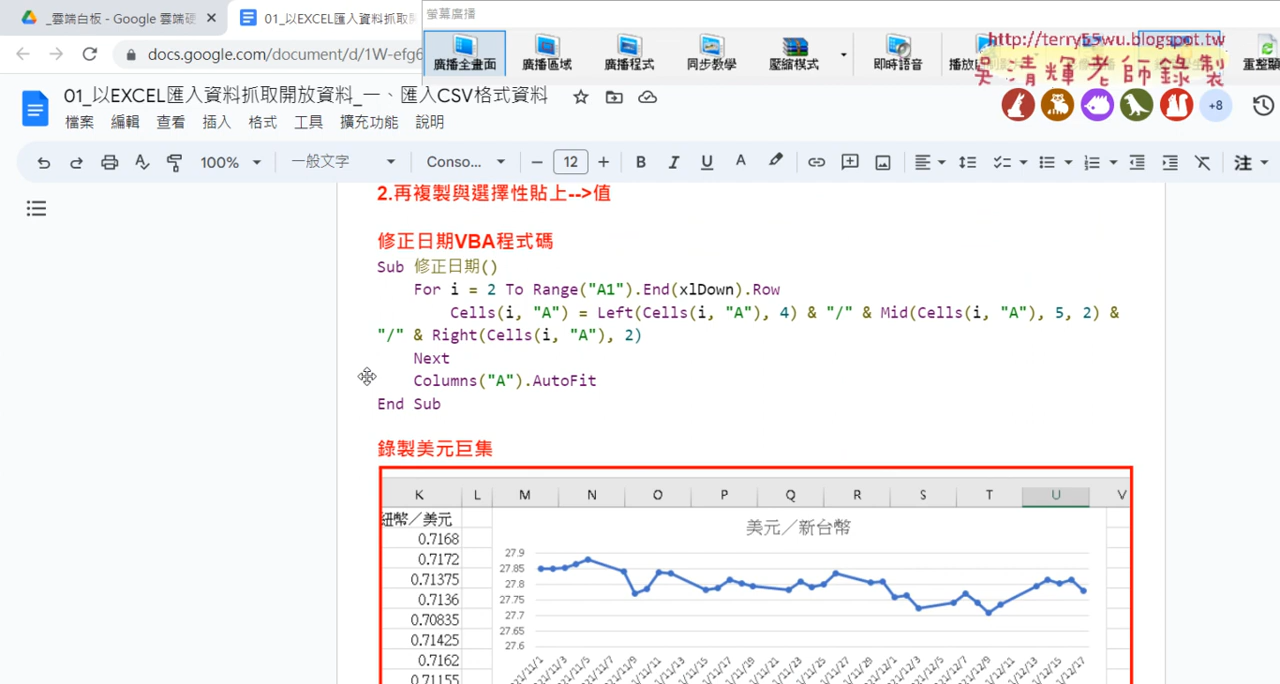 _雲端白板 - Google 雲端硬
01_以EXCEL匯入資料抓取開
螢幕廣播
docs.google.com/document/d/1W-efg6
廣播全畫面
廣播區域
廣播程式
同步教學
壓縮模式
即時語音
http://terry55wu.blogspot.tw
吳清輝老師錄製
重整顯
01_以EXCEL匯入資料抓取開放資料_一、匯入CSV格式資料
+8
檔案 編輯 查看 插入 格式 工具 擴充功能 說明
100% 一般文字 Conso... − 12 + B I U A 注
2.再複製與選擇性貼上-->值
修正日期VBA程式碼
Sub 修正日期()
For i = 2 To Range("A1").End(xlDown).Row
Cells(i, "A") = Left(Cells(i, "A"), 4) & "/" & Mid(Cells(i, "A"), 5, 2) &
"/" & Right(Cells(i, "A"), 2)
Next
Columns("A").AutoFit
End Sub
錄製美元巨集
K L M N O P Q R S T U V
紐幣／美元
美元／新台幣
0.7168
0.7172
0.71375
0.7136
0.70835
0.71425
0.7162
0.71155
27.9
27.85
27.8
27.75
27.7
27.65
27.6